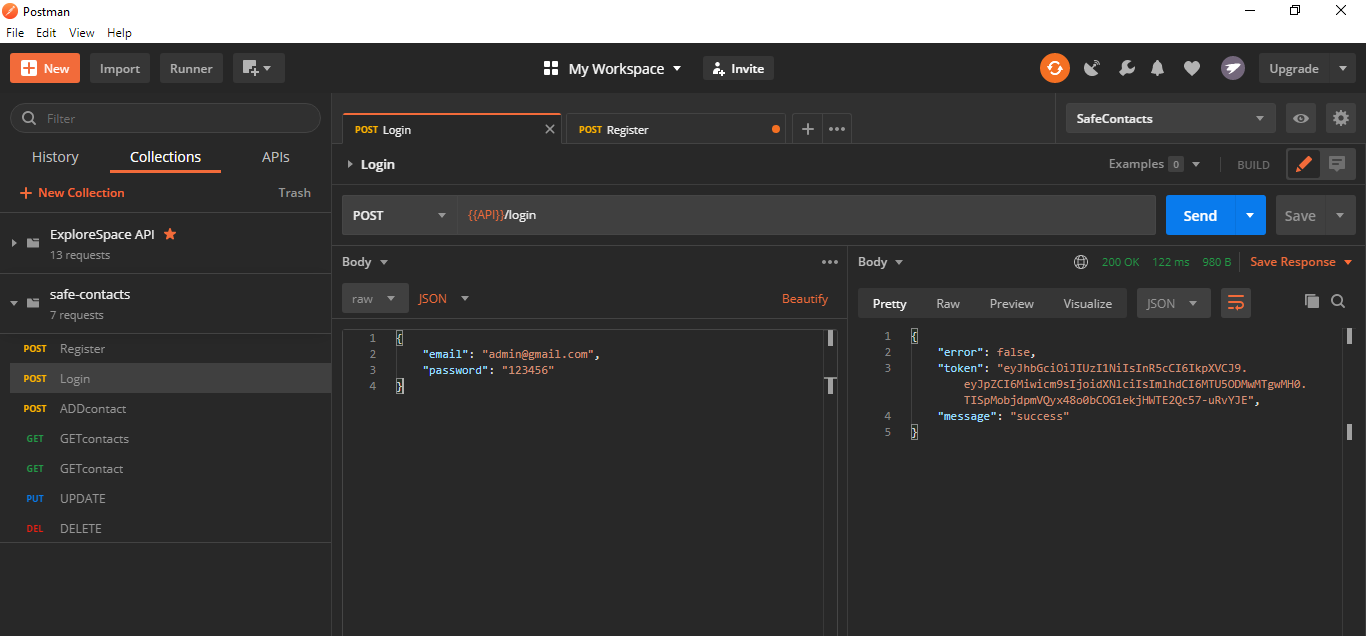 Postman
File Edit View Help
New Import Runner My Workspace Invite Upgrade
Filter
History Collections APIs
New Collection Trash
ExploreSpace API
13 requests
safe-contacts
7 requests
POST Register
POST Login
POST ADDcontact
GET GETcontacts
GET GETcontact
PUT UPDATE
DEL DELETE
POST Login POST Register
SafeContacts
Login
Examples 0 BUILD
POST {{API}}/login Send Save
Body
raw JSON Beautify
1 {
2 "email": "admin@gmail.com",
3 "password": "123456"
4 }
Body 200 OK 122 ms 980 B Save Response
Pretty Raw Preview Visualize JSON
1 {
2 "error": false,
3 "token": "eyJhbGciOiJIUzI1NiIsInR5cCI6IkpXVCJ9.
eyJpZCI6Miwicm9sIjoidXNlciIsImlhdCI6MTU5ODMwMTgwMH0.
TISpMobjdpmVQyx48o0bCOG1ekjHWTE2Qc57-uRvYJE",
4 "message": "success"
5 }